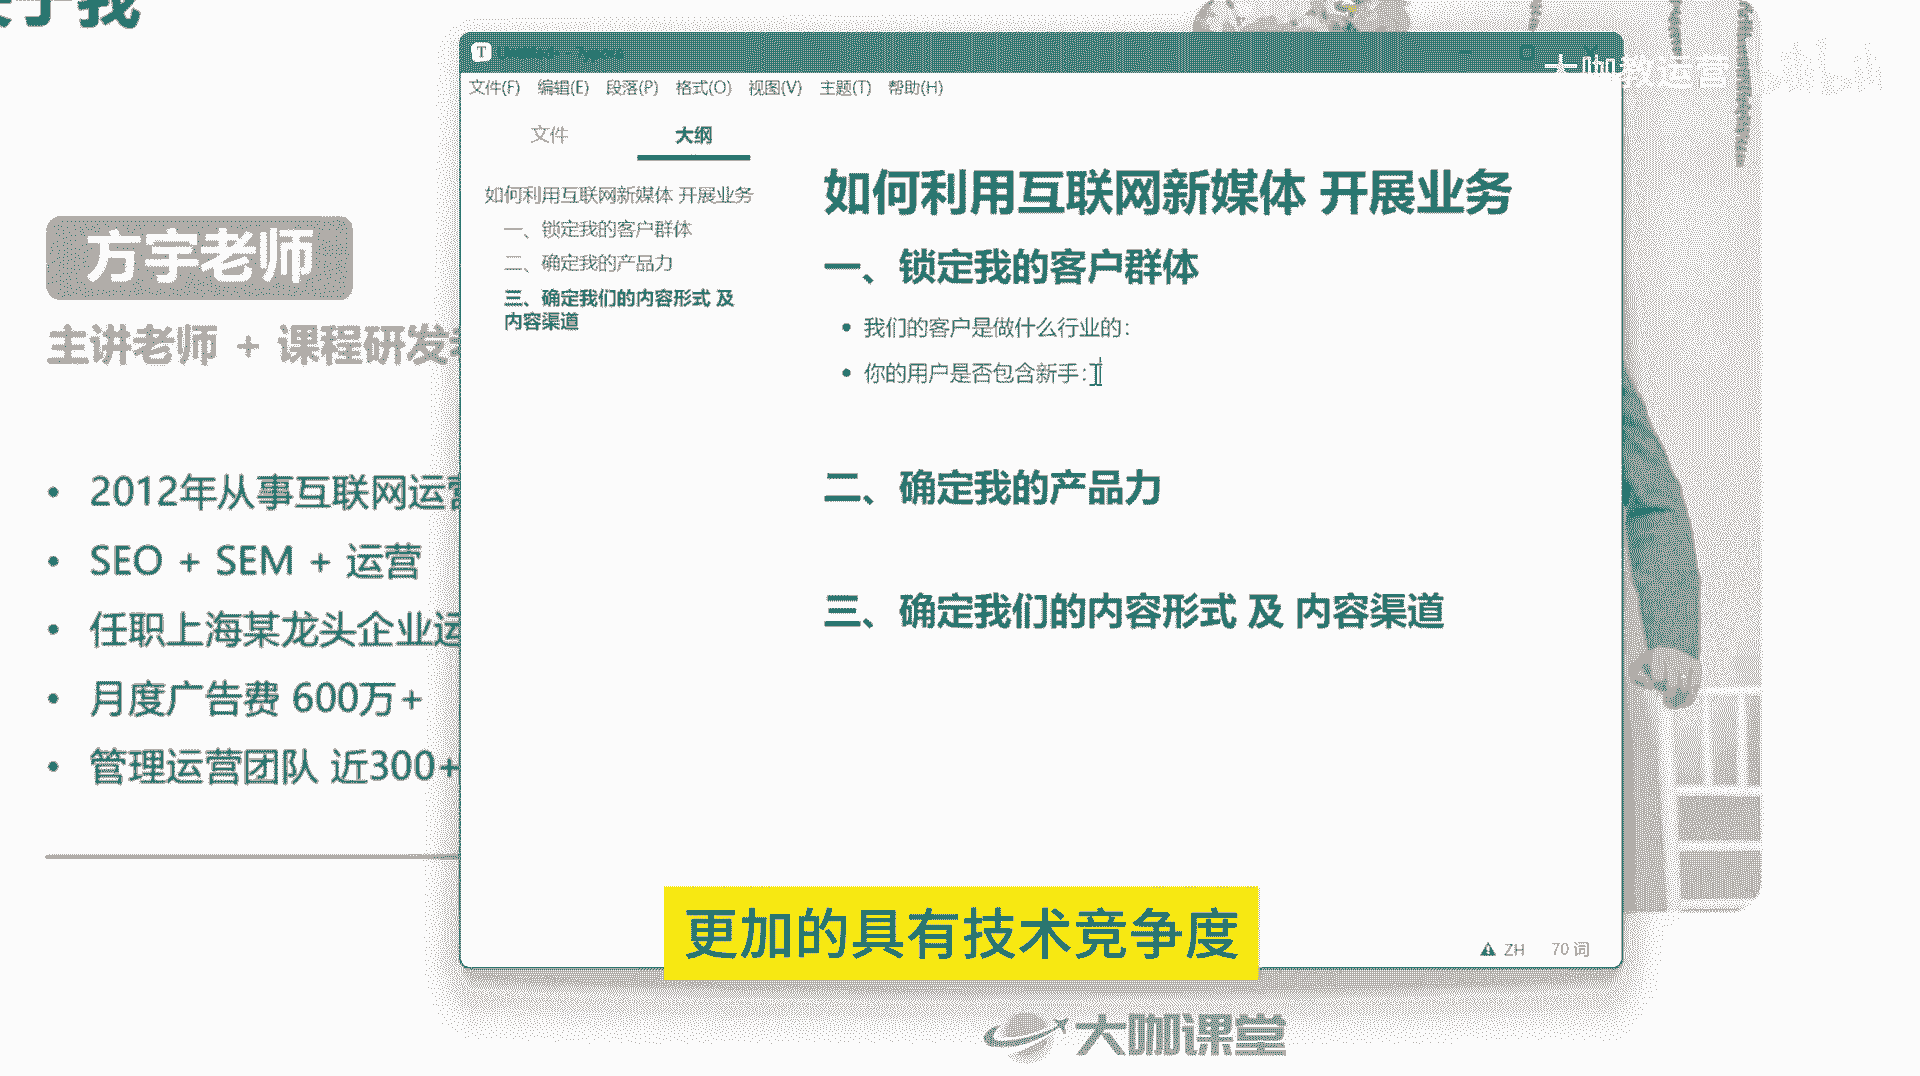 于我
方宇老师
主讲老师 + 课程研发
2012年从事互联网运营
SEO + SEM + 运营
任职上海某龙头企业运
月度广告费 600万+
管理运营团队 近300+
T
文件(F) 编辑(E) 段落(P) 格式(O) 视图(V) 主题(T) 帮助(H)
文件 大纲
如何利用互联网新媒体 开展业务
一、锁定我的客户群体
二、确定我的产品力
三、确定我们的内容形式 及
内容渠道
如何利用互联网新媒体 开展业务
一、锁定我的客户群体
我们的客户是做什么行业的：
你的用户是否包含新手：
二、确定我的产品力
三、确定我们的内容形式 及 内容渠道
ZH 70 词
大咖教运营
更加的具有技术竞争度
大咖课堂